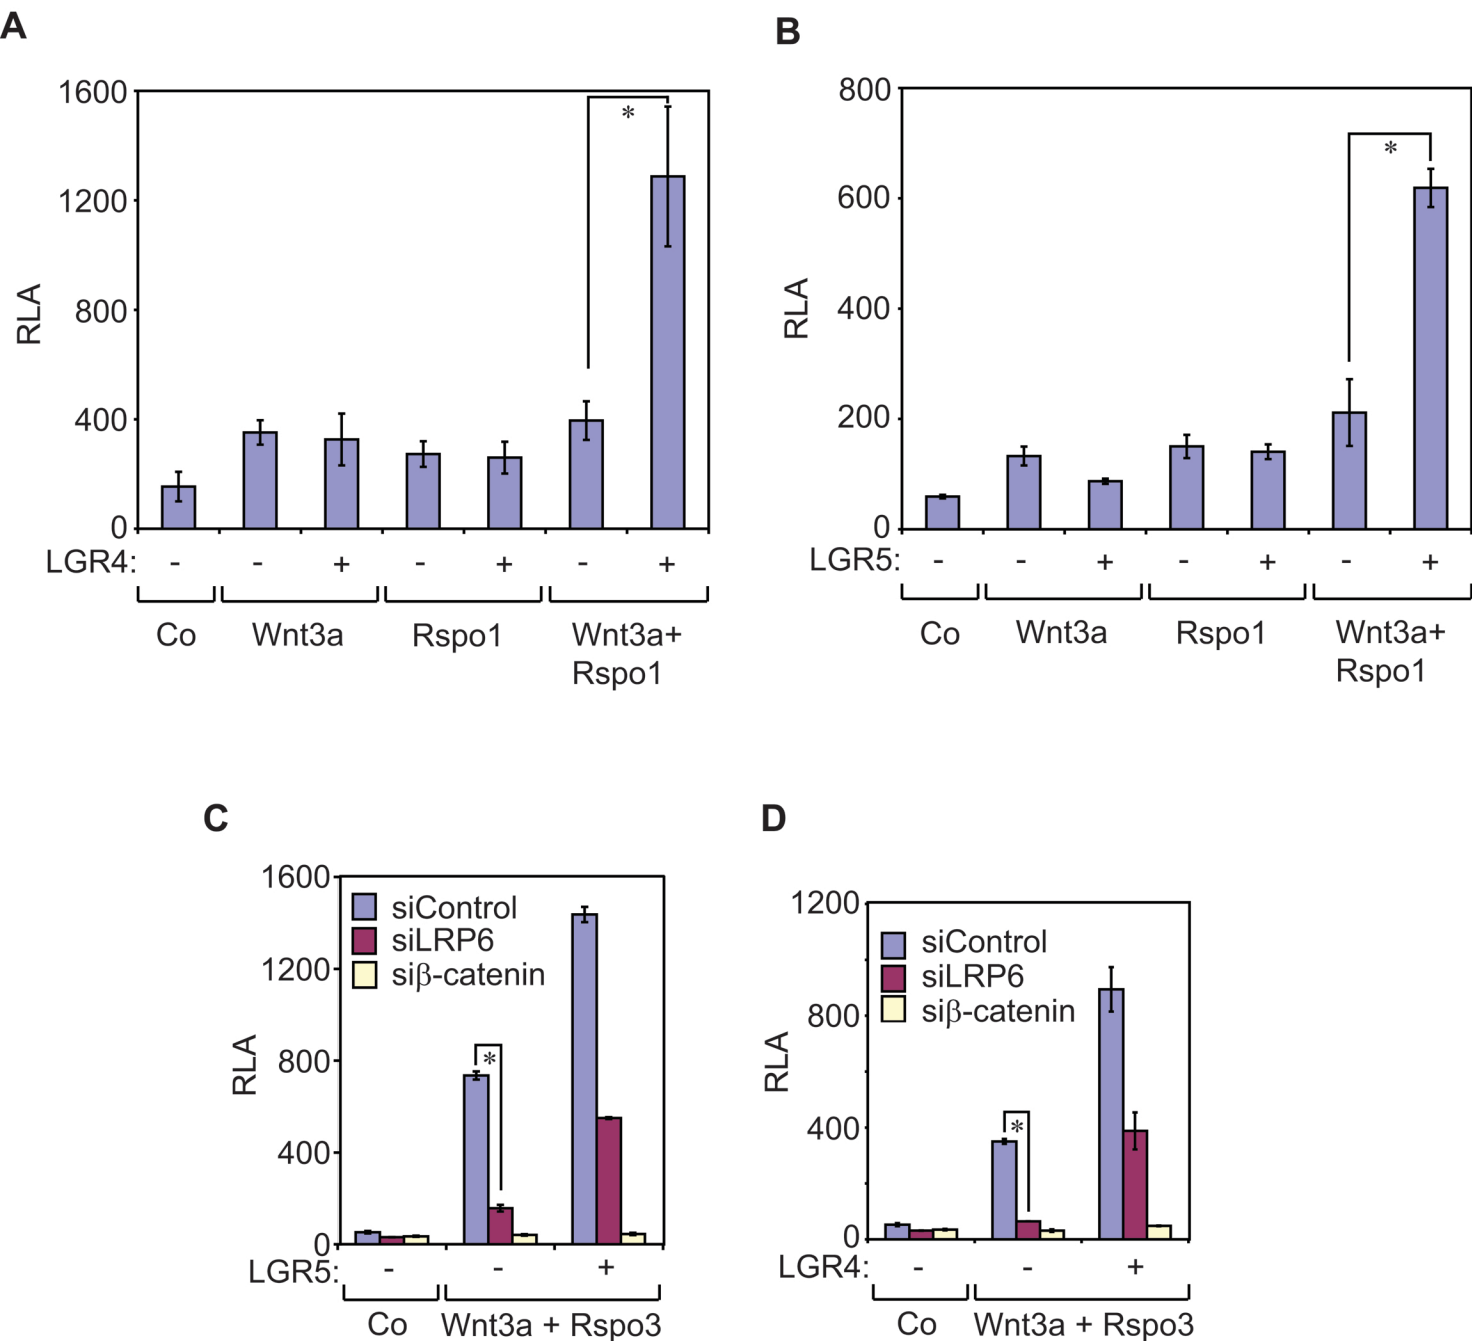 A
1600
1200
800
400
0
RLA
*
LGR4: - - + - + - +
Co Wnt3a Rspo1 Wnt3a+
Rspo1
B
800
600
400
200
0
RLA
*
LGR5: - - + - + - +
Co Wnt3a Rspo1 Wnt3a+
Rspo1
C
1600
1200
800
400
0
RLA
siControl
siLRP6
siβ-catenin
*
LGR5: - - +
Co Wnt3a + Rspo3
D
1200
800
400
0
RLA
siControl
siLRP6
siβ-catenin
*
LGR4: - - +
Co Wnt3a + Rspo3